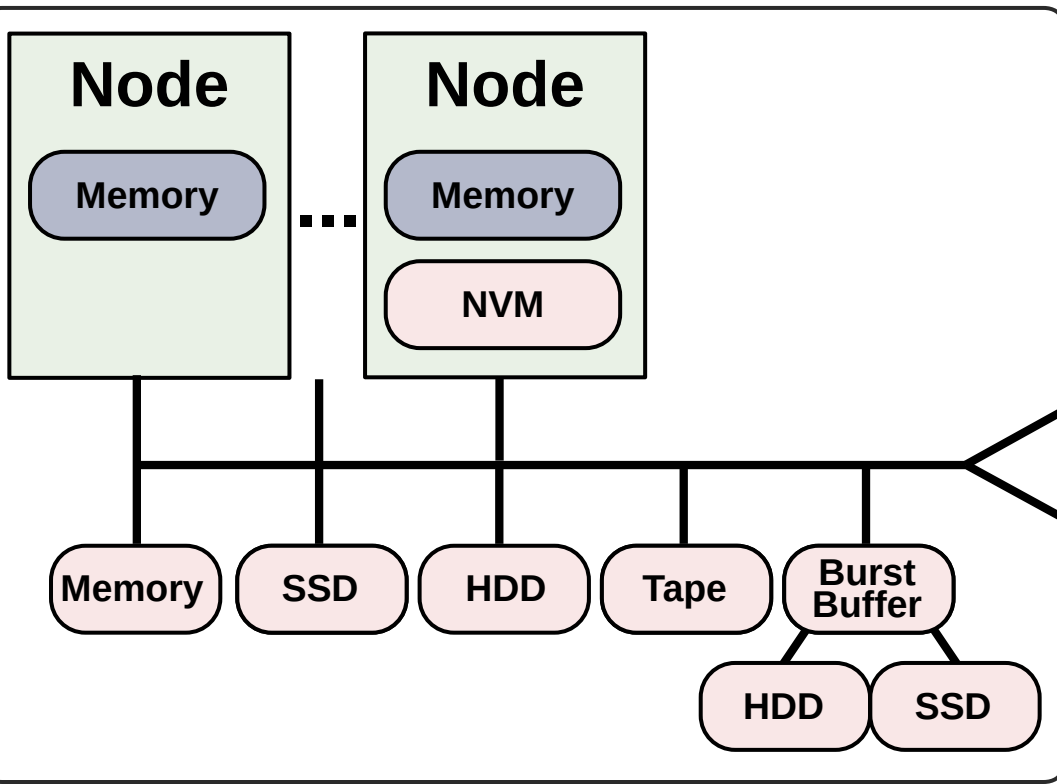 Node
Node
Memory
Memory
NVM
Memory
SSD
HDD
Tape
Burst
Buffer
HDD
SSD